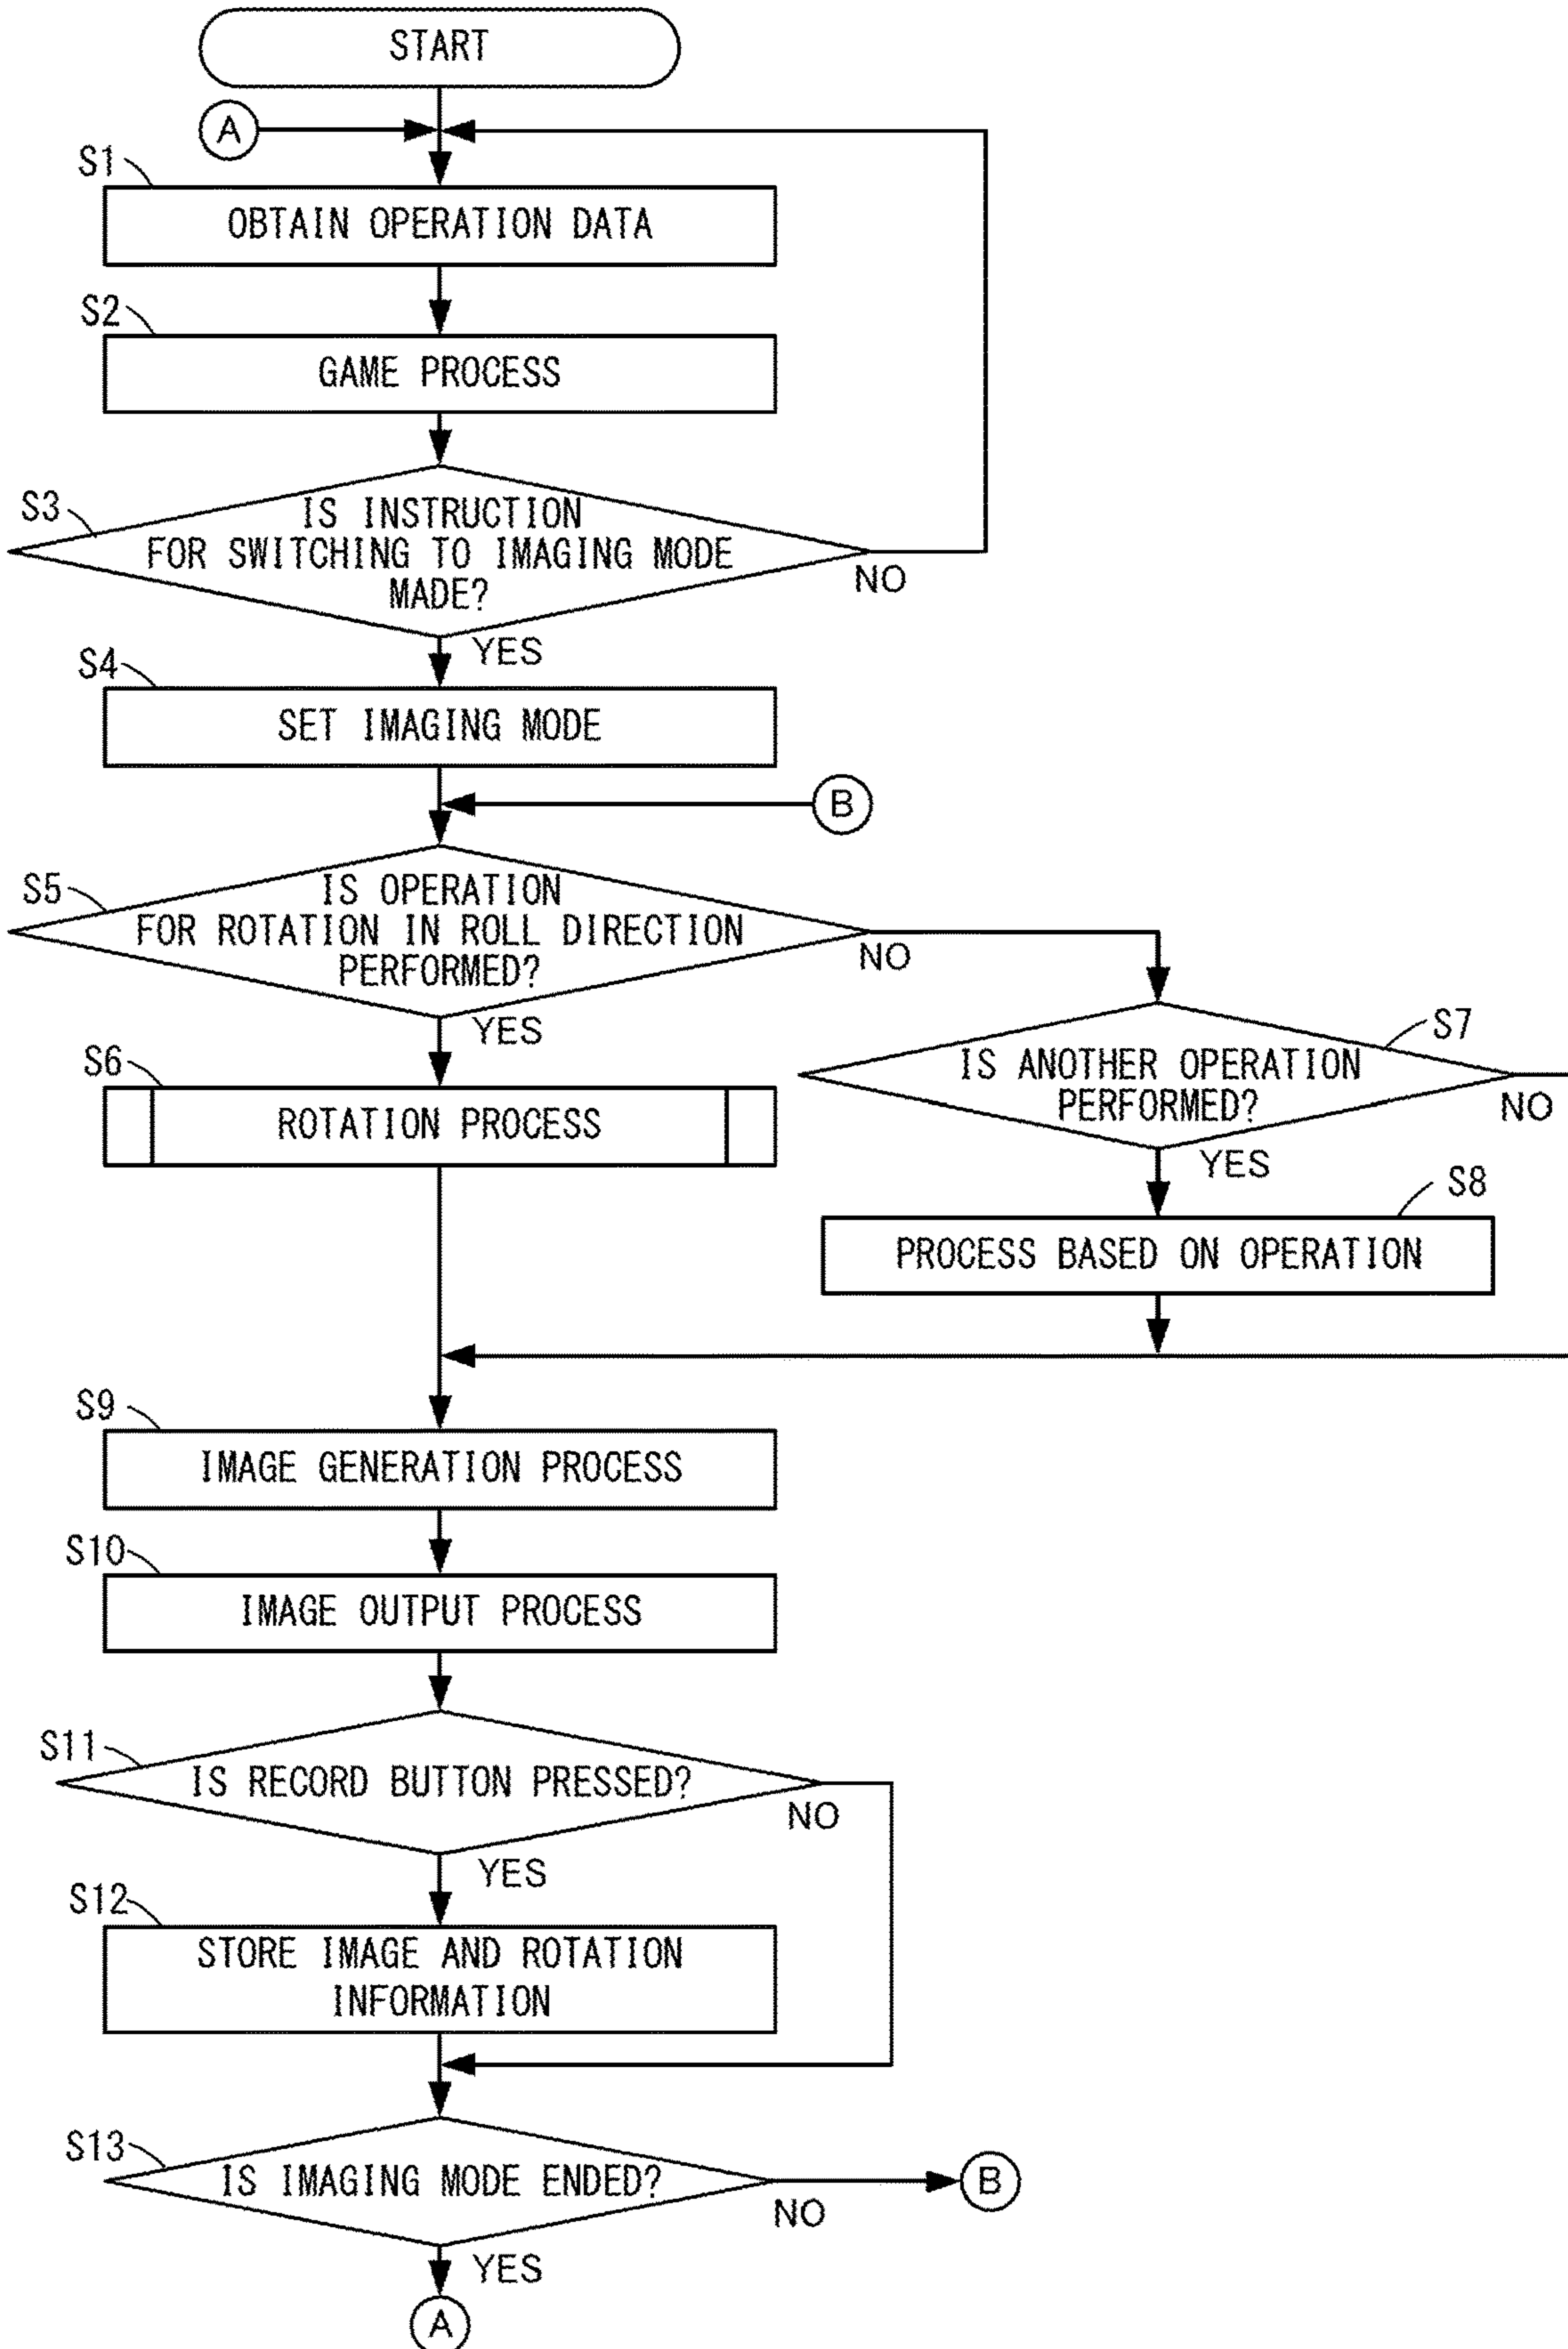 START
A
S1
OBTAIN OPERATION DATA
S2
GAME PROCESS
S3
IS INSTRUCTION
FOR SWITCHING TO IMAGING MODE
MADE?
NO
YES
S4
SET IMAGING MODE
B
S5
IS OPERATION
FOR ROTATION IN ROLL DIRECTION
PERFORMED?
NO
YES
S6
ROTATION PROCESS
S7
IS ANOTHER OPERATION
PERFORMED?
NO
YES
S8
PROCESS BASED ON OPERATION
S9
IMAGE GENERATION PROCESS
S10
IMAGE OUTPUT PROCESS
S11
IS RECORD BUTTON PRESSED?
NO
YES
S12
STORE IMAGE AND ROTATION
INFORMATION
S13
IS IMAGING MODE ENDED?
NO
B
YES
A